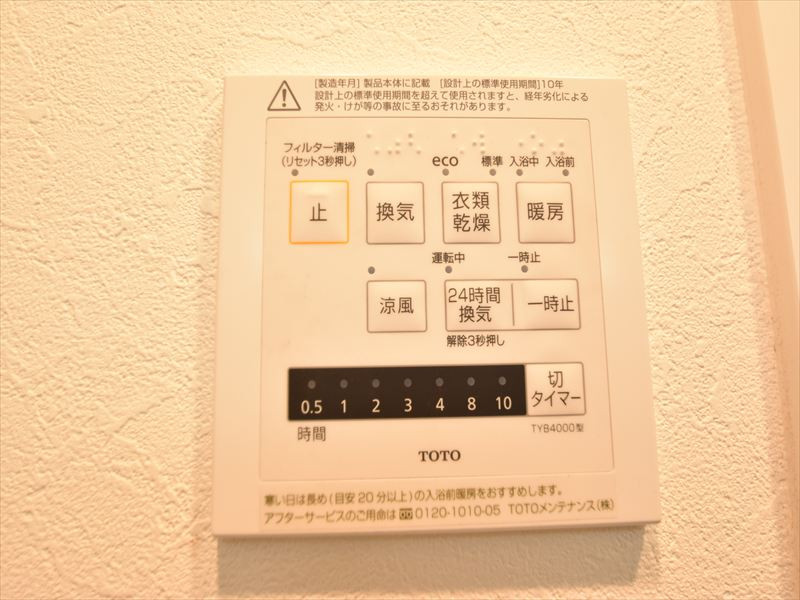 [製造年月] 製品本体に記載 [設計上の標準使用期間]10年
設計上の標準使用期間を超えて使用されますと、経年劣化による
発火・けが等の事故に至るおそれがあります。
フィルター清掃
(リセット3秒押し)
eco 標準 入浴中 入浴前
止 換気 衣類乾燥 暖房
運転中 一時止
涼風 24時間換気 一時止
解除3秒押し
0.5 1 2 3 4 8 10
切タイマー
時間
TYB4000型
TOTO
寒い日は長め(目安20分以上)の入浴前暖房をおすすめします。
アフターサービスのご用命は 0120-1010-05 TOTOメンテナンス(株)